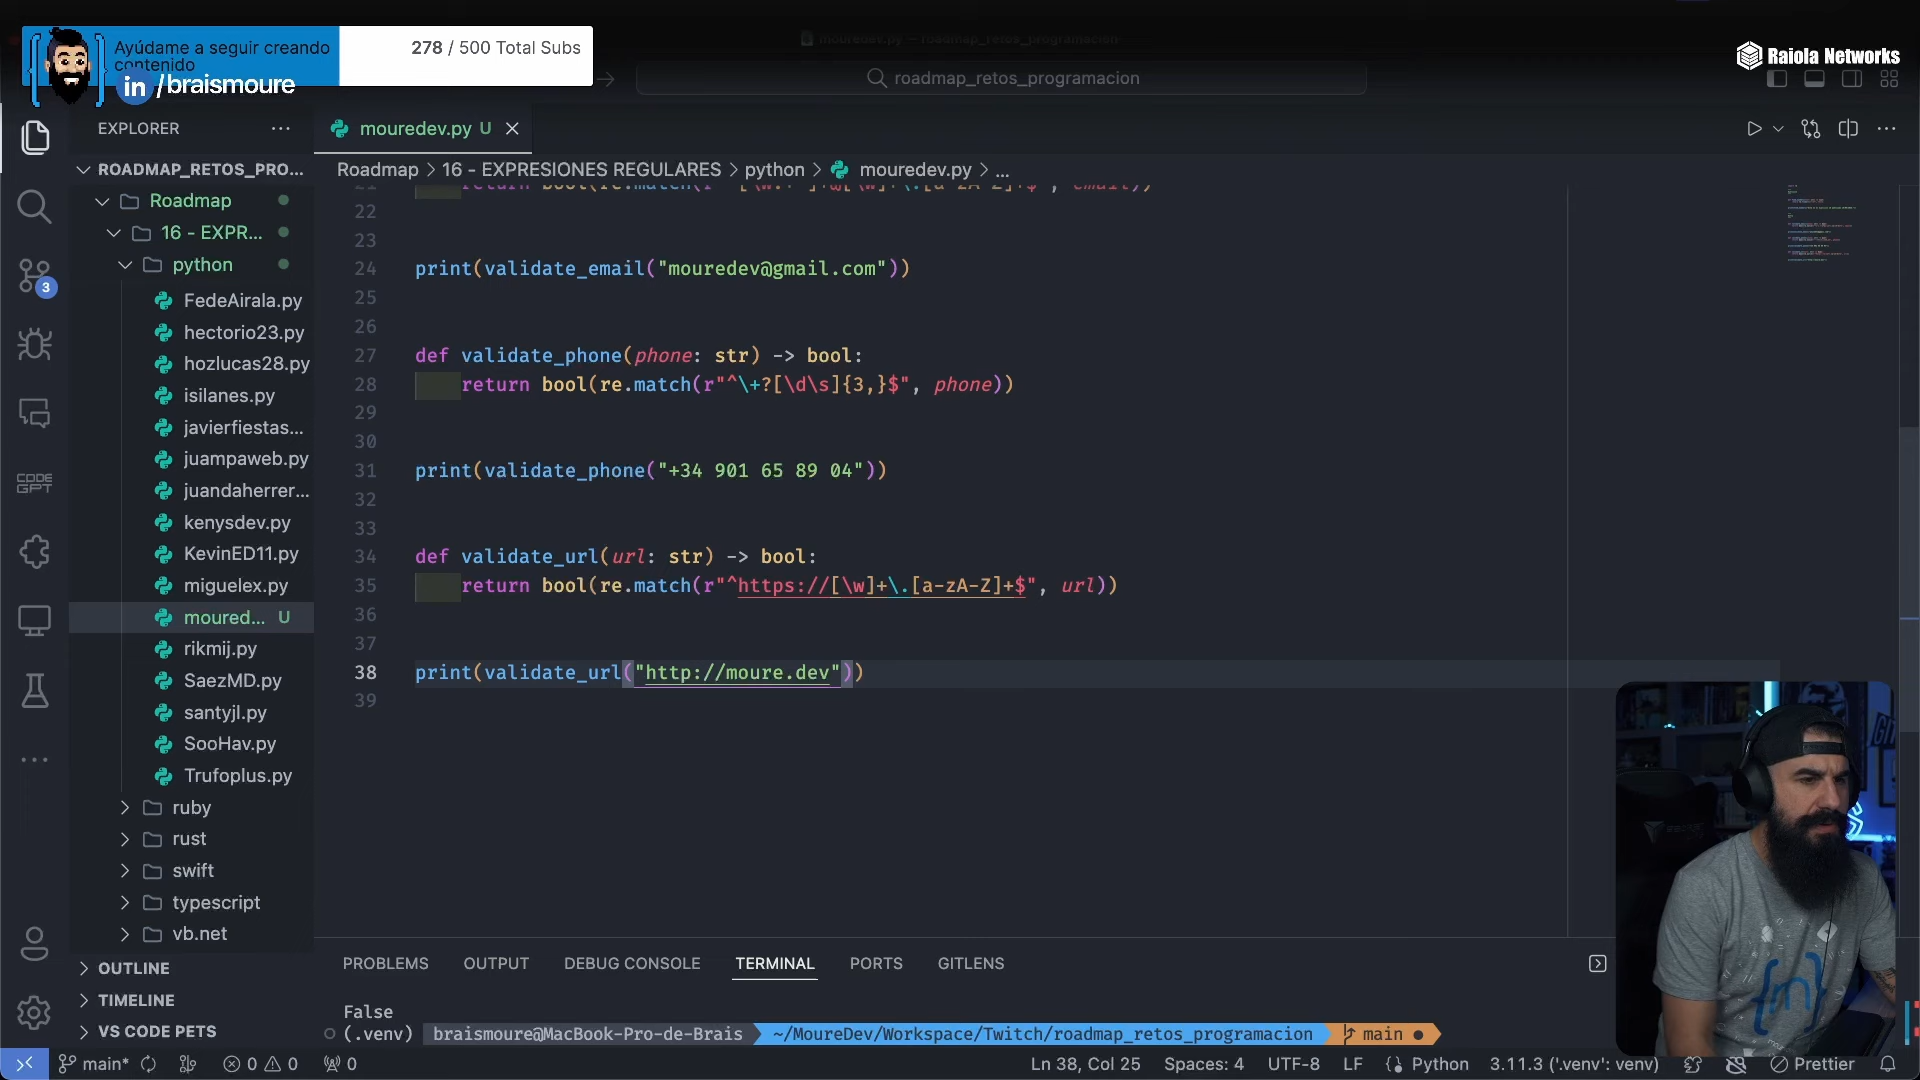 Ayúdame a seguir creando
contenido
278 / 500 Total Subs
in /braismoure
roadmap_retos_programacion
Raiola Networks
EXPLORER
mouredev.py U
ROADMAP_RETOS_PRO...
Roadmap > 16 - EXPRESIONES REGULARES > python > mouredev.py > ...
Roadmap
16 - EXPR...
python
FedeAirala.py
hectorio23.py
hozlucas28.py
isilanes.py
javierfiestas...
juampaweb.py
juandaherrer...
kenysdev.py
KevinED11.py
miguelex.py
moured... U
rikmij.py
SaezMD.py
santyjl.py
SooHav.py
Trufoplus.py
ruby
rust
swift
typescript
vb.net
OUTLINE
TIMELINE
VS CODE PETS
3
CODE
GPT
22
23
24 print(validate_email("mouredev@gmail.com"))
25
26
27 def validate_phone(phone: str) -> bool:
28 return bool(re.match(r"^\+?[\d\s]{3,}$", phone))
29
30
31 print(validate_phone("+34 901 65 89 04"))
32
33
34 def validate_url(url: str) -> bool:
35 return bool(re.match(r"^https://[\w]+\.[a-zA-Z]+$", url))
36
37
38 print(validate_url("http://moure.dev"))
39
PROBLEMS OUTPUT DEBUG CONSOLE TERMINAL PORTS GITLENS
False
(.venv) braismoure@MacBook-Pro-de-Brais ~/MoureDev/Workspace/Twitch/roadmap_retos_programacion main
main* 0 0 0 Ln 38, Col 25 Spaces: 4 UTF-8 LF Python 3.11.3 ('.venv': venv) Prettier